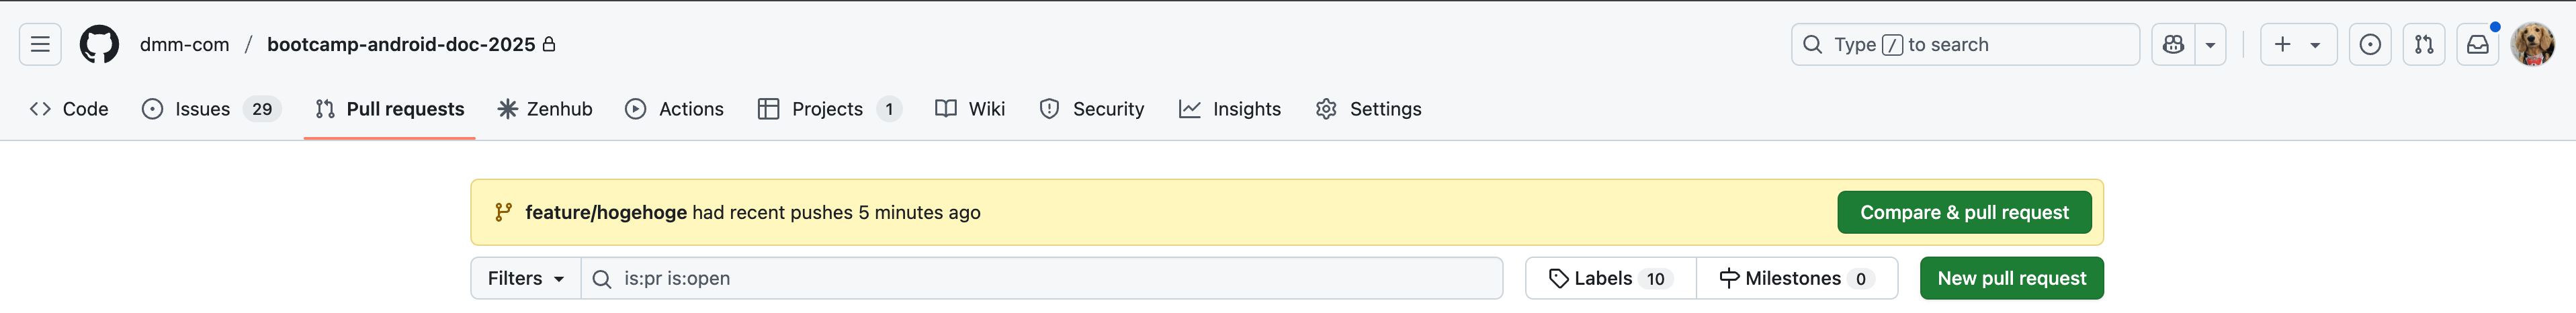 dmm-com / bootcamp-android-doc-2025
Type / to search
Code
Issues 29
Pull requests
Zenhub
Actions
Projects 1
Wiki
Security
Insights
Settings
feature/hogehoge had recent pushes 5 minutes ago
Compare & pull request
Filters
is:pr is:open
Labels 10
Milestones 0
New pull request